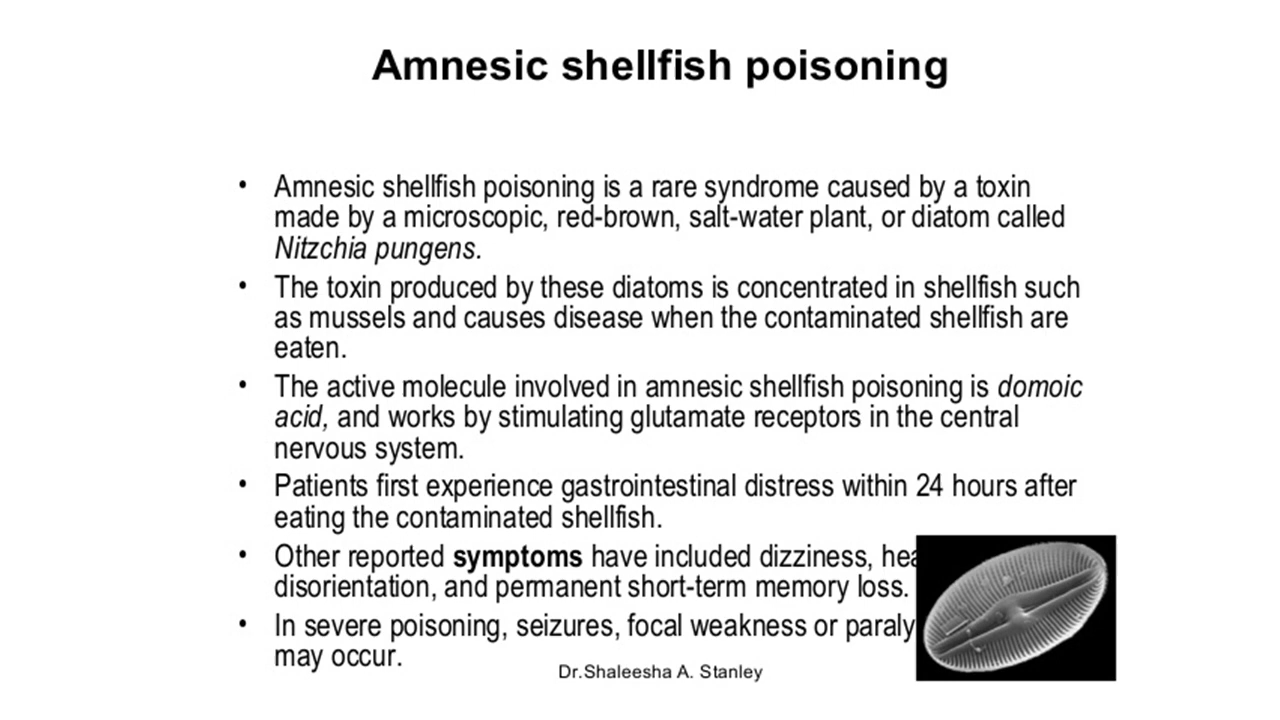 Amnesic shellfish poisoning
• Amnesic shellfish poisoning is a rare syndrome caused by a toxin
made by a microscopic, red-brown, salt-water plant, or diatom called
Nitzchia pungens.
• The toxin produced by these diatoms is concentrated in shellfish such
as mussels and causes disease when the contaminated shellfish are
eaten.
• The active molecule involved in amnesic shellfish poisoning is domoic
acid, and works by stimulating glutamate receptors in the central
nervous system.
• Patients first experience gastrointestinal distress within 24 hours after
eating the contaminated shellfish.
• Other reported symptoms have included dizziness,
disorientation, and permanent short-term memory loss.
• In severe poisoning, seizures, focal weakness or
may occur.
Dr.Shaleesha A. Stanley